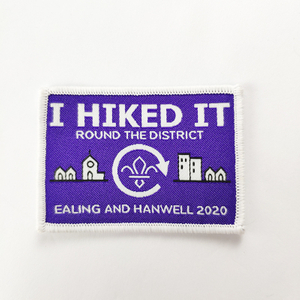 I HIKED IT
ROUND THE DISTRICT
EALING AND HANWELL 2020